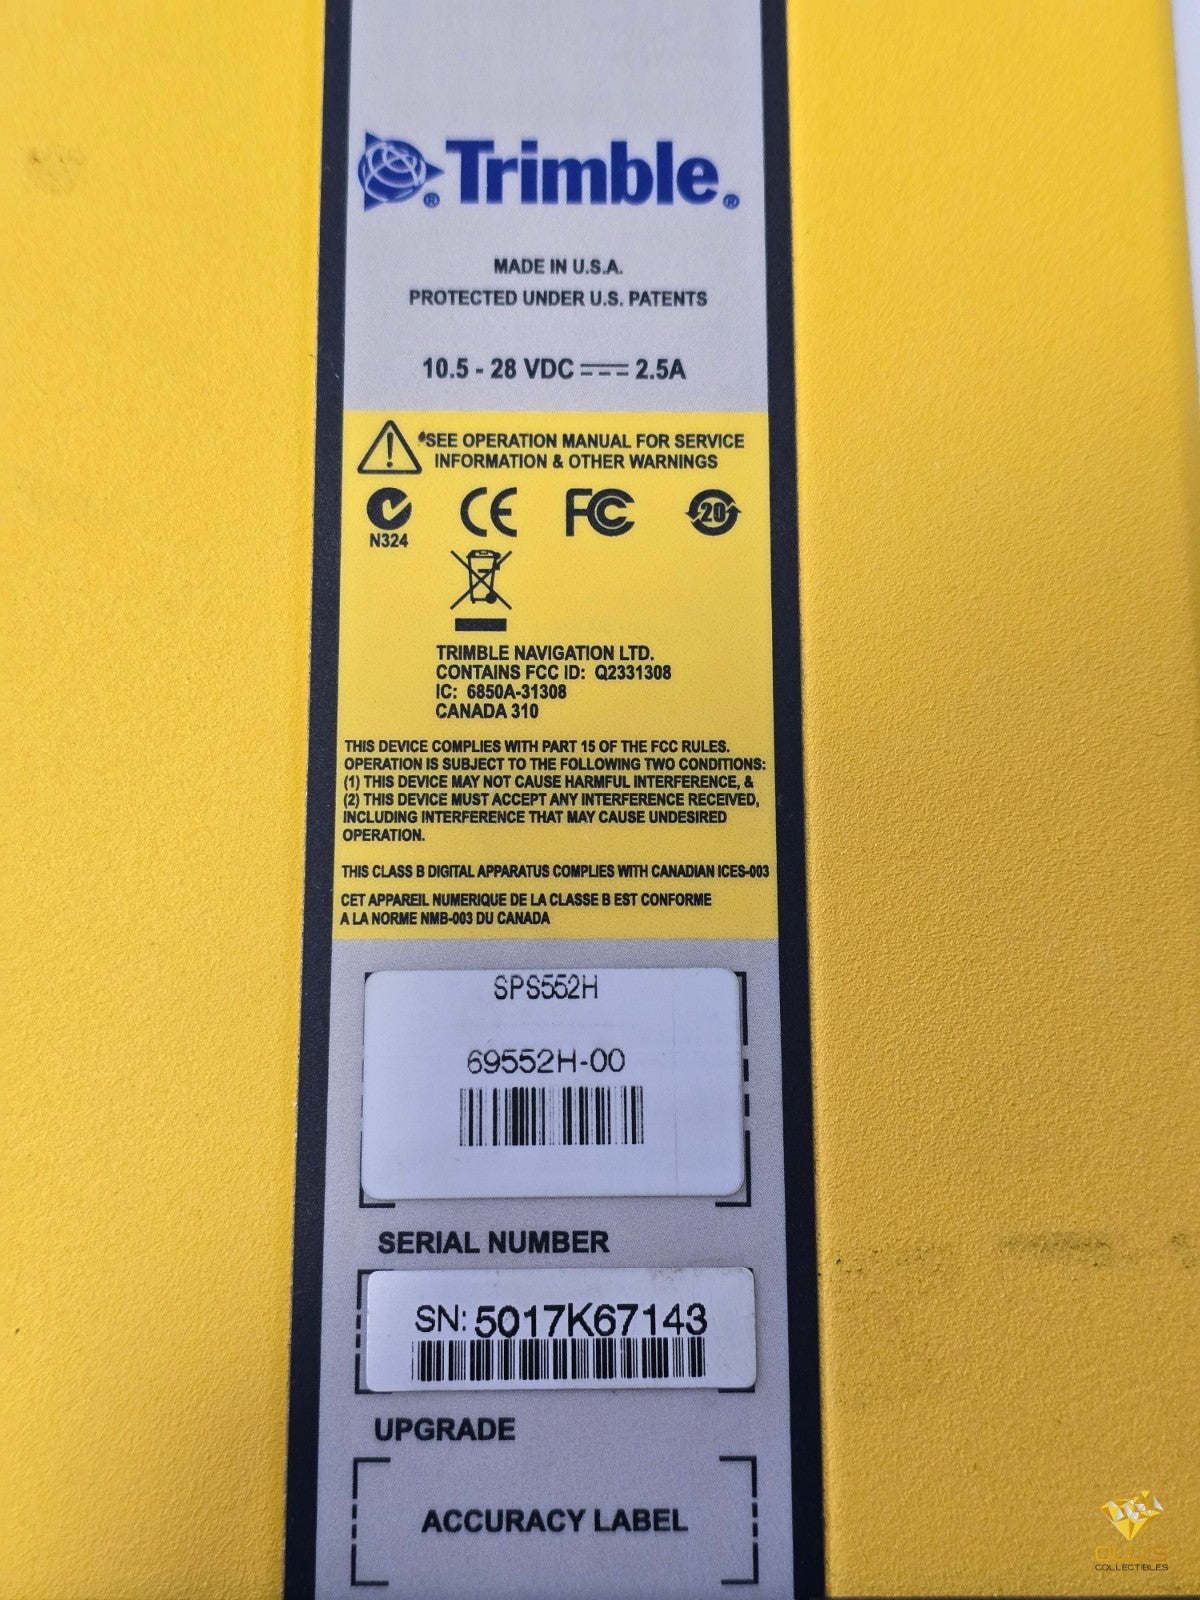 Trimble
MADE IN U.S.A.
PROTECTED UNDER U.S. PATENTS
10.5 - 28 VDC 2.5A
SEE OPERATION MANUAL FOR SERVICE
INFORMATION & OTHER WARNINGS
N324
CE
FC
20
TRIMBLE NAVIGATION LTD.
CONTAINS FCC ID: Q2331308
IC: 6850A-31308
CANADA 310
THIS DEVICE COMPLIES WITH PART 15 OF THE FCC RULES.
OPERATION IS SUBJECT TO THE FOLLOWING TWO CONDITIONS:
(1) THIS DEVICE MAY NOT CAUSE HARMFUL INTERFERENCE, &
(2) THIS DEVICE MUST ACCEPT ANY INTERFERENCE RECEIVED,
INCLUDING INTERFERENCE THAT MAY CAUSE UNDESIRED
OPERATION.
THIS CLASS B DIGITAL APPARATUS COMPLIES WITH CANADIAN ICES-003
CET APPAREIL NUMERIQUE DE LA CLASSE B EST CONFORME
A LA NORME NMB-003 DU CANADA
SPS552H
69552H-00
SERIAL NUMBER
SN: 5017K67143
UPGRADE
ACCURACY LABEL
COLLECTIBLES